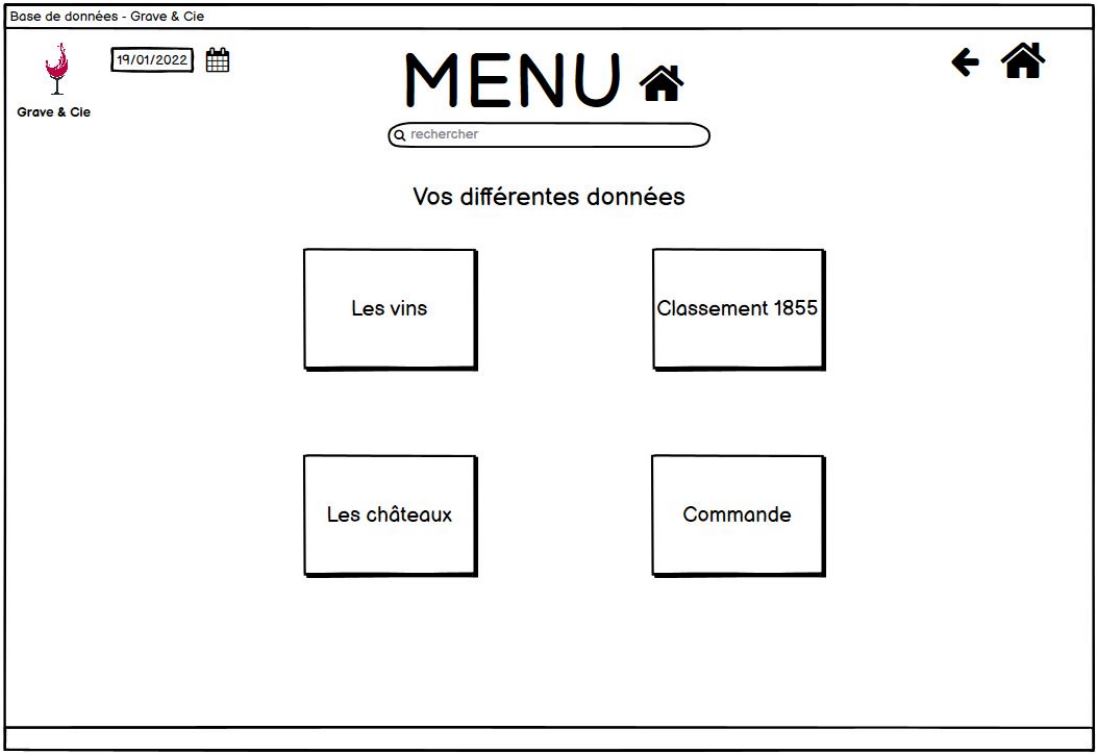 Base de données - Grave & Cie
19/01/2022
MENU
Grave & Cie
rechercher
Vos différentes données
Les vins
Classement 1855
Les châteaux
Commande